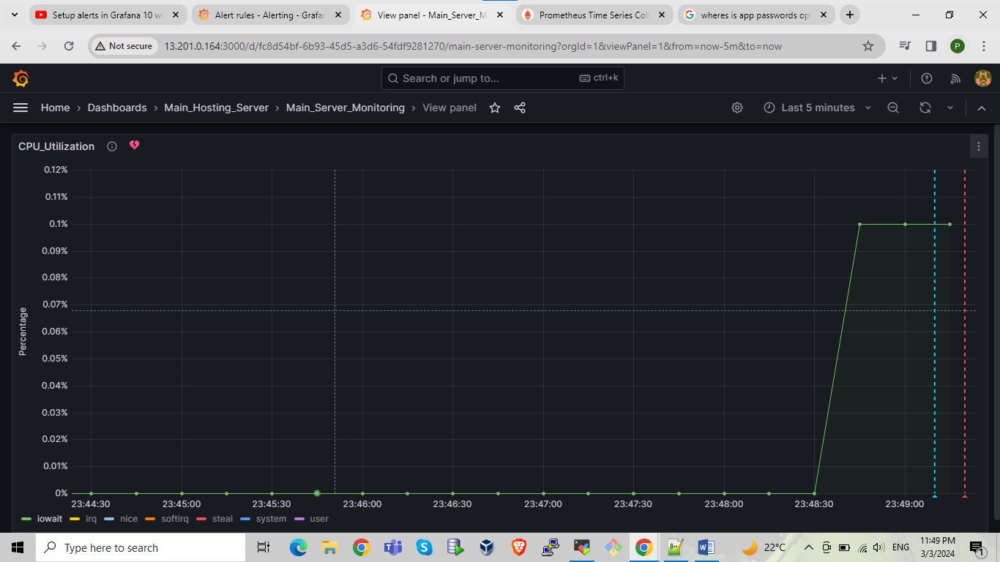 Setup alerts in Grafana 10 wi
Alert rules - Alerting - Grafan
View panel - Main_Server_M
Prometheus Time Series Coll
wheres is app passwords opt
Not secure
13.201.0.164:3000/d/fc8d54bf-6b93-45d5-a3d6-54fdf9281270/main-server-monitoring?orgId=1&viewPanel=1&from=now-5m&to=now
P
Search or jump to...
ctrl+k
Home › Dashboards › Main_Hosting_Server › Main_Server_Monitoring › View panel
Last 5 minutes
CPU_Utilization
Percentage
0.12%
0.11%
0.1%
0.09%
0.08%
0.07%
0.06%
0.05%
0.04%
0.03%
0.02%
0.01%
0%
23:44:30 23:45:00 23:45:30 23:46:00 23:46:30 23:47:00 23:47:30 23:48:00 23:48:30 23:49:00
iowait irq nice softirq steal system user
Type here to search
22°C
ENG
11:49 PM
3/3/2024
1